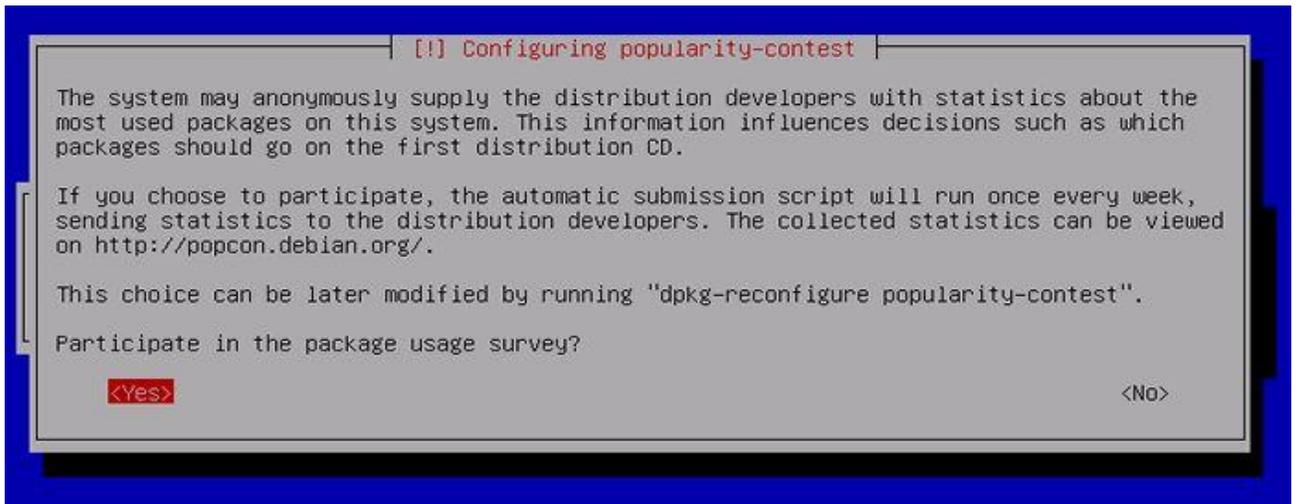 [!] Configuring popularity-contest
The system may anonymously supply the distribution developers with statistics about the
most used packages on this system. This information influences decisions such as which
packages should go on the first distribution CD.
If you choose to participate, the automatic submission script will run once every week,
sending statistics to the distribution developers. The collected statistics can be viewed
on http://popcon.debian.org/.
This choice can be later modified by running "dpkg-reconfigure popularity-contest".
Participate in the package usage survey?
<Yes> <No>